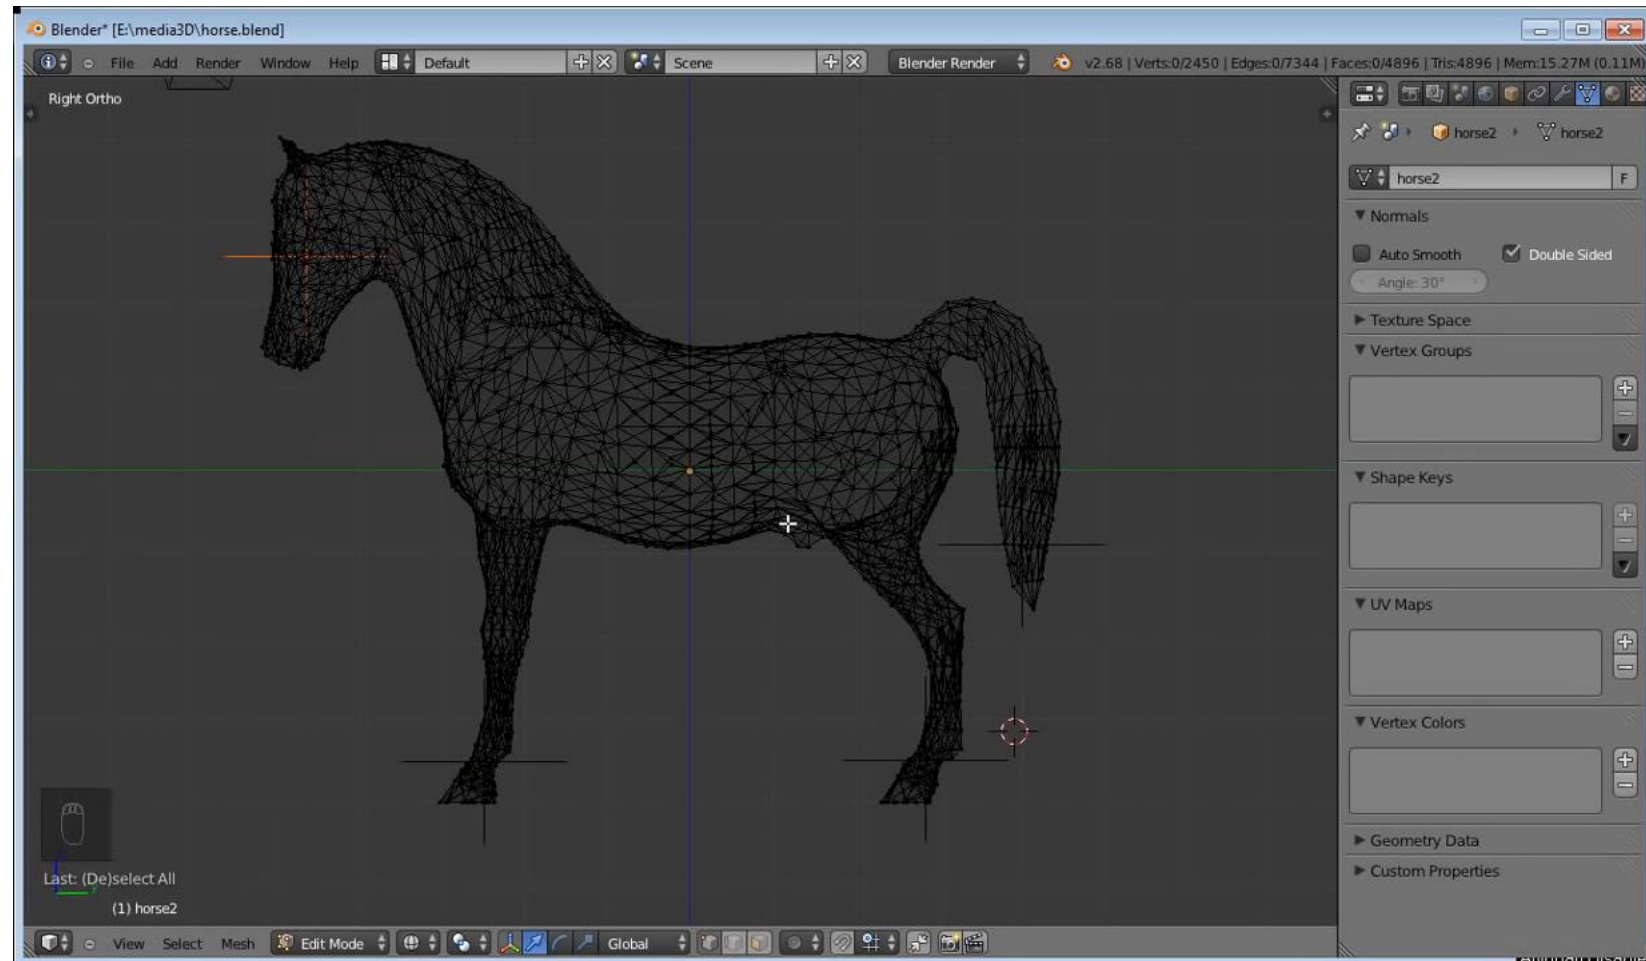 Blender* [E:\media3D\horse.blend]
File Add Render Window Help Default Scene Blender Render v2.68 | Verts:0/2450 | Edges:0/7344 | Faces:0/4896 | Tris:4896 | Mem:15.27M (0.11M)
Right Ortho
horse2 horse2
horse2 F
Normals
Auto Smooth Double Sided
Angle: 30°
Texture Space
Vertex Groups
Shape Keys
UV Maps
Vertex Colors
Geometry Data
Custom Properties
Last: (De)select All
(1) horse2
View Select Mesh Edit Mode Global